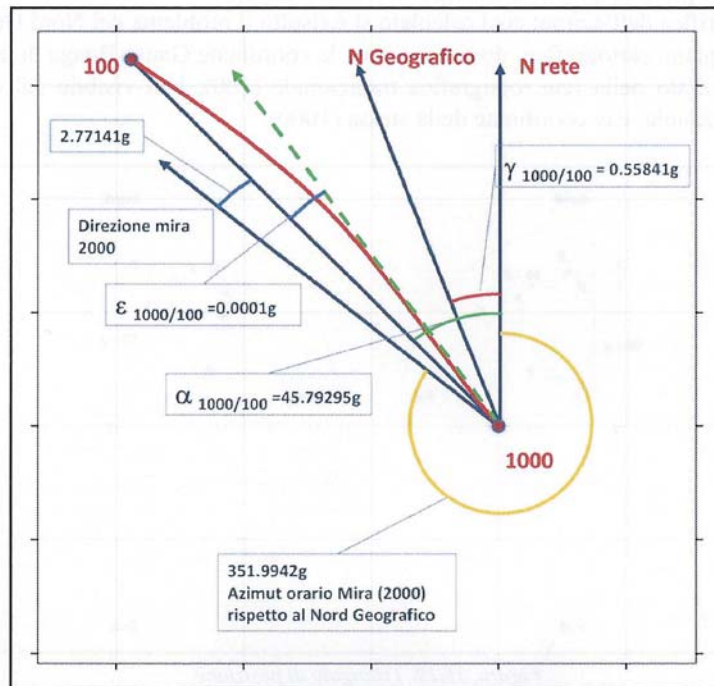 100
N Geografico
N rete
2.77141g
γ 1000/100 = 0.55841g
Direzione mira
2000
ε 1000/100 =0.0001g
α 1000/100 =45.79295g
1000
351.9942g
Azimut orario Mira (2000)
rispetto al Nord Geografico